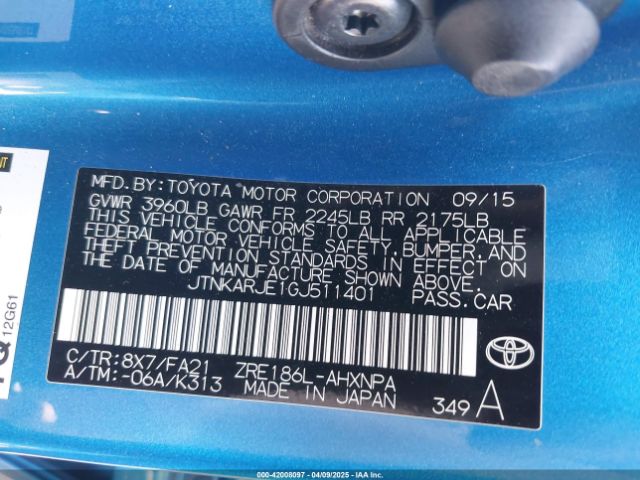 MFD. BY: TOYOTA MOTOR CORPORATION 09/15
GVWR 3960LB GAWR FR 2245LB RR 2175LB
THIS VEHICLE CONFORMS TO ALL APPLICABLE
FEDERAL MOTOR VEHICLE SAFETY, BUMPER, AND
THEFT PREVENTION STANDARDS IN EFFECT ON
THE DATE OF MANUFACTURE SHOWN ABOVE.
JTNKARJE1GJ511401 PASS. CAR
C/TR: 8X7/FA21 ZRE186L-AHXNPA
A/TM: -06A/K313 MADE IN JAPAN
349 A
TOYOTA
12G61
000-42008097 - 04/09/2025 - IAA Inc.